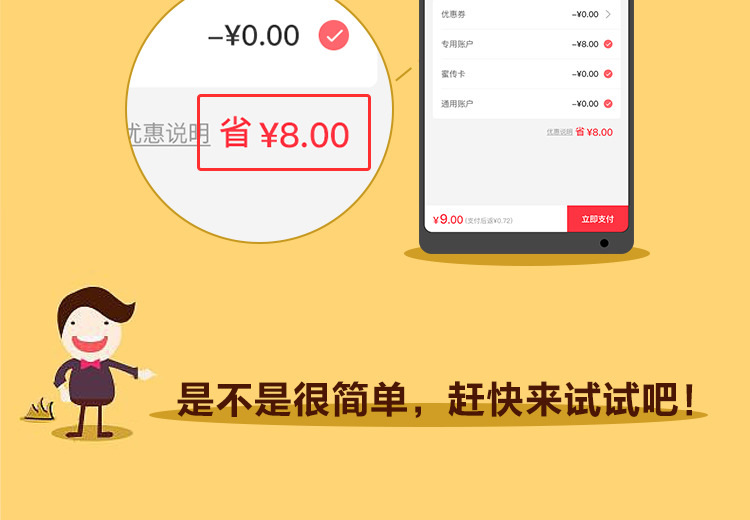 -¥0.00
优惠说明 省 ¥8.00
优惠券 -¥0.00
专用账户 -¥8.00
蜜传卡 -¥0.00
通用账户 -¥0.00
优惠说明 省 ¥8.00
¥9.00(支付后返¥0.72) 立即支付
是不是很简单，赶快来试试吧！